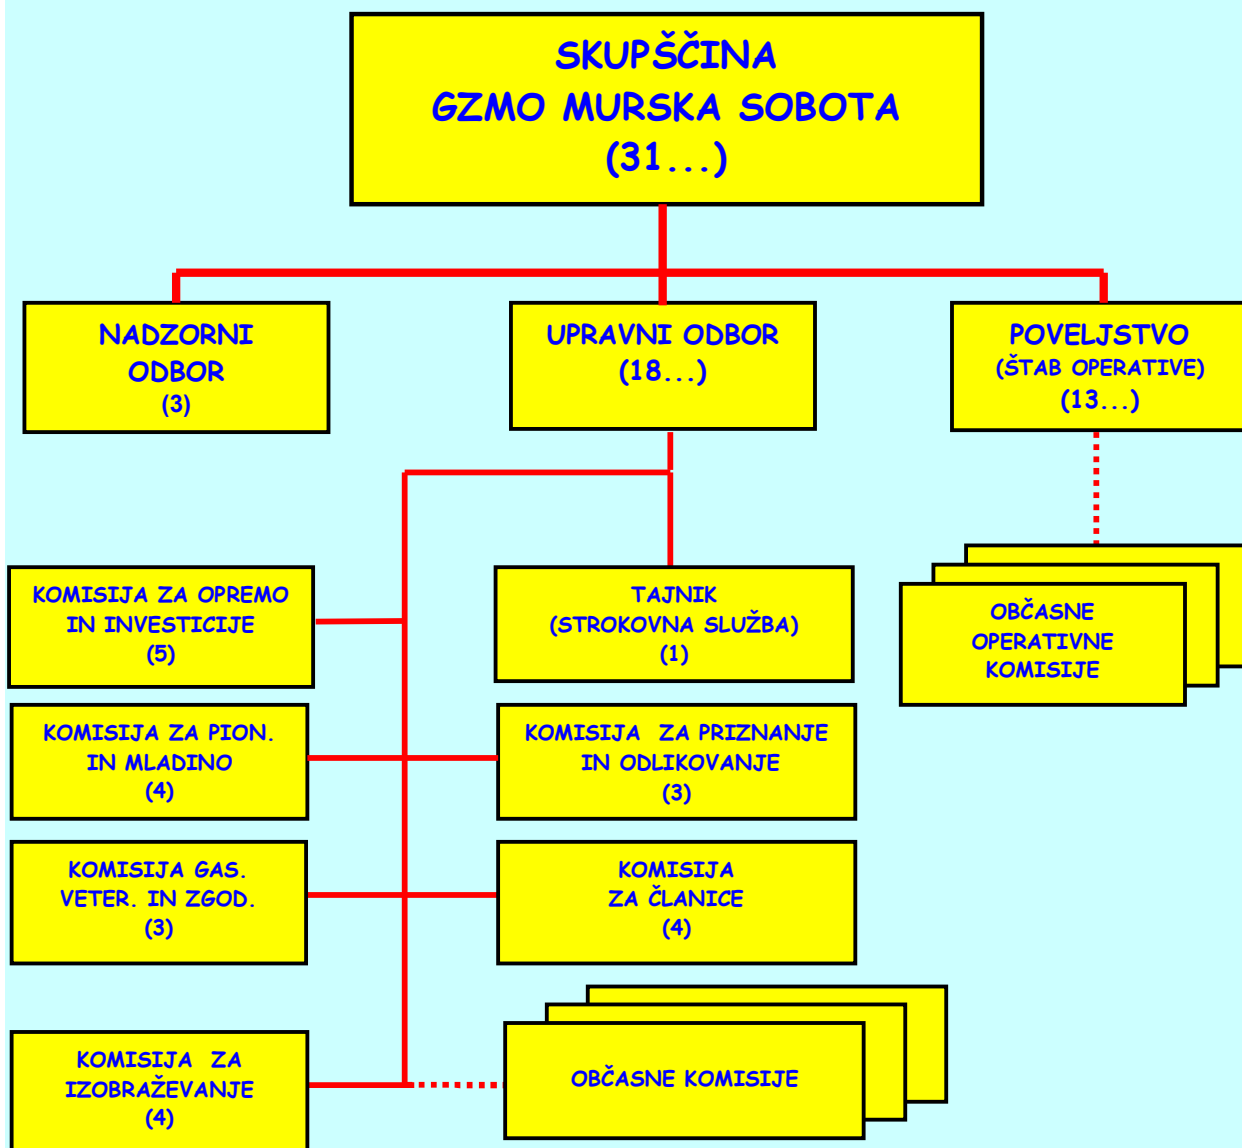 SKUPŠČINA
GZMO MURSKA SOBOTA
(31...)
NADZORNI
ODBOR
(3)
UPRAVNI ODBOR
(18...)
POVELJSTVO
(ŠTAB OPERATIVE)
(13...)
KOMISIJA ZA OPREMO
IN INVESTICIJE
(5)
TAJNIK
(STROKOVNA SLUŽBA)
(1)
OBČASNE
OPERATIVNE
KOMISIJE
KOMISIJA ZA PION.
IN MLADINO
(4)
KOMISIJA ZA PRIZNANJE
IN ODLIKOVANJE
(3)
KOMISIJA GAS.
VETER. IN ZGOD.
(3)
KOMISIJA
ZA ČLANICE
(4)
KOMISIJA ZA
IZOBRAŽEVANJE
(4)
OBČASNE KOMISIJE